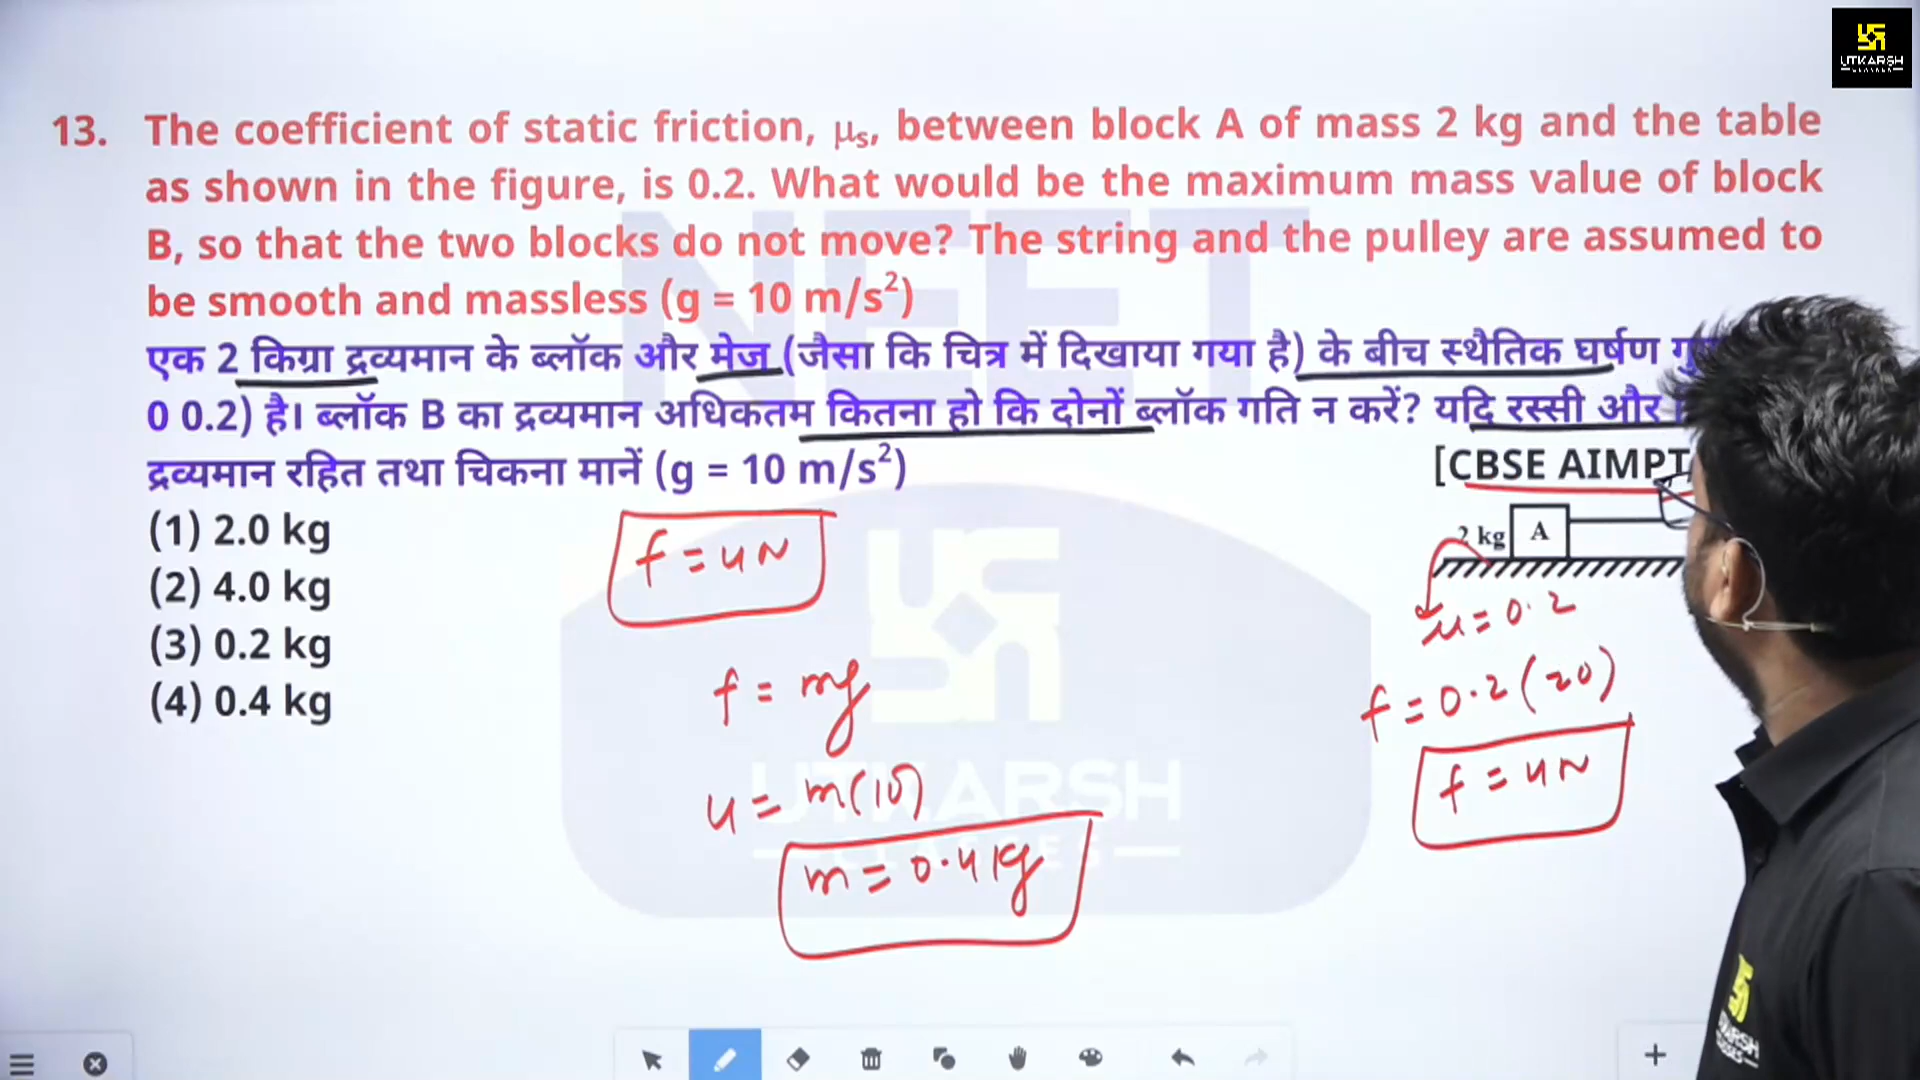 UTKARSH
CLASSES
13. The coefficient of static friction, μs, between block A of mass 2 kg and the table
as shown in the figure, is 0.2. What would be the maximum mass value of block
B, so that the two blocks do not move? The string and the pulley are assumed to
be smooth and massless (g = 10 m/s²)
एक 2 किग्रा द्रव्यमान के ब्लॉक और मेज (जैसा कि चित्र में दिखाया गया है) के बीच स्थैतिक घर्षण
0 0.2) है। ब्लॉक B का द्रव्यमान अधिकतम कितना हो कि दोनों ब्लॉक गति न करें? यदि रस्सी और
द्रव्यमान रहित तथा चिकना मानें (g = 10 m/s²)
[CBSE AIMPT
(1) 2.0 kg
(2) 4.0 kg
(3) 0.2 kg
(4) 0.4 kg
2 kg A
f = 4N
f = mg
4 = m(10)
m = 0.4 kg
μ = 0.2
f = 0.2 (20)
f = 4N
NEET
UTKARSH
CLASSES